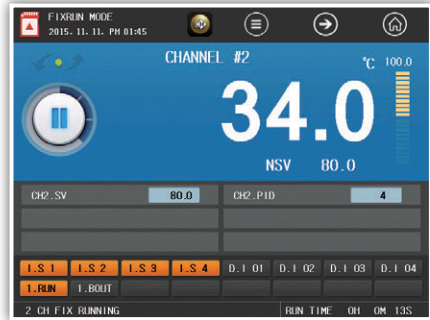 FIXRUN MODE
2015. 11. 11. PM 01:45
CHANNEL #2
℃ 100.0
34.0
NSV 80.0
CH2.SV 80.0 CH2.PID 4
I.S 1 I.S 2 I.S 3 I.S 4 D.I 01 D.I 02 D.I 03 D.I 04
1.RUN 1.BOUT
2 CH FIX RUNNING RUN TIME 0H 0M 13S